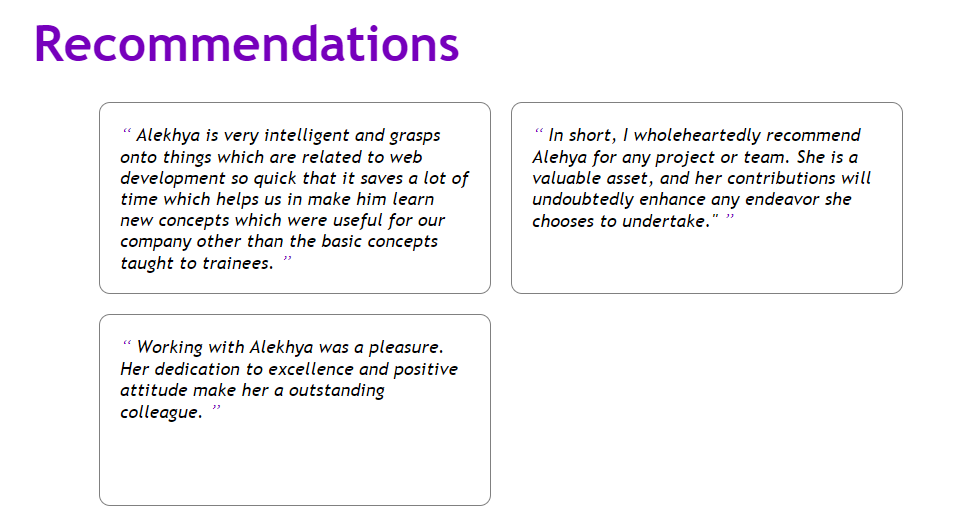 Recommendations
“ Alekhya is very intelligent and grasps
onto things which are related to web
development so quick that it saves a lot of
time which helps us in make him learn
new concepts which were useful for our
company other than the basic concepts
taught to trainees. ”
“ In short, I wholeheartedly recommend
Alehya for any project or team. She is a
valuable asset, and her contributions will
undoubtedly enhance any endeavor she
chooses to undertake." ”
“ Working with Alekhya was a pleasure.
Her dedication to excellence and positive
attitude make her a outstanding
colleague. ”